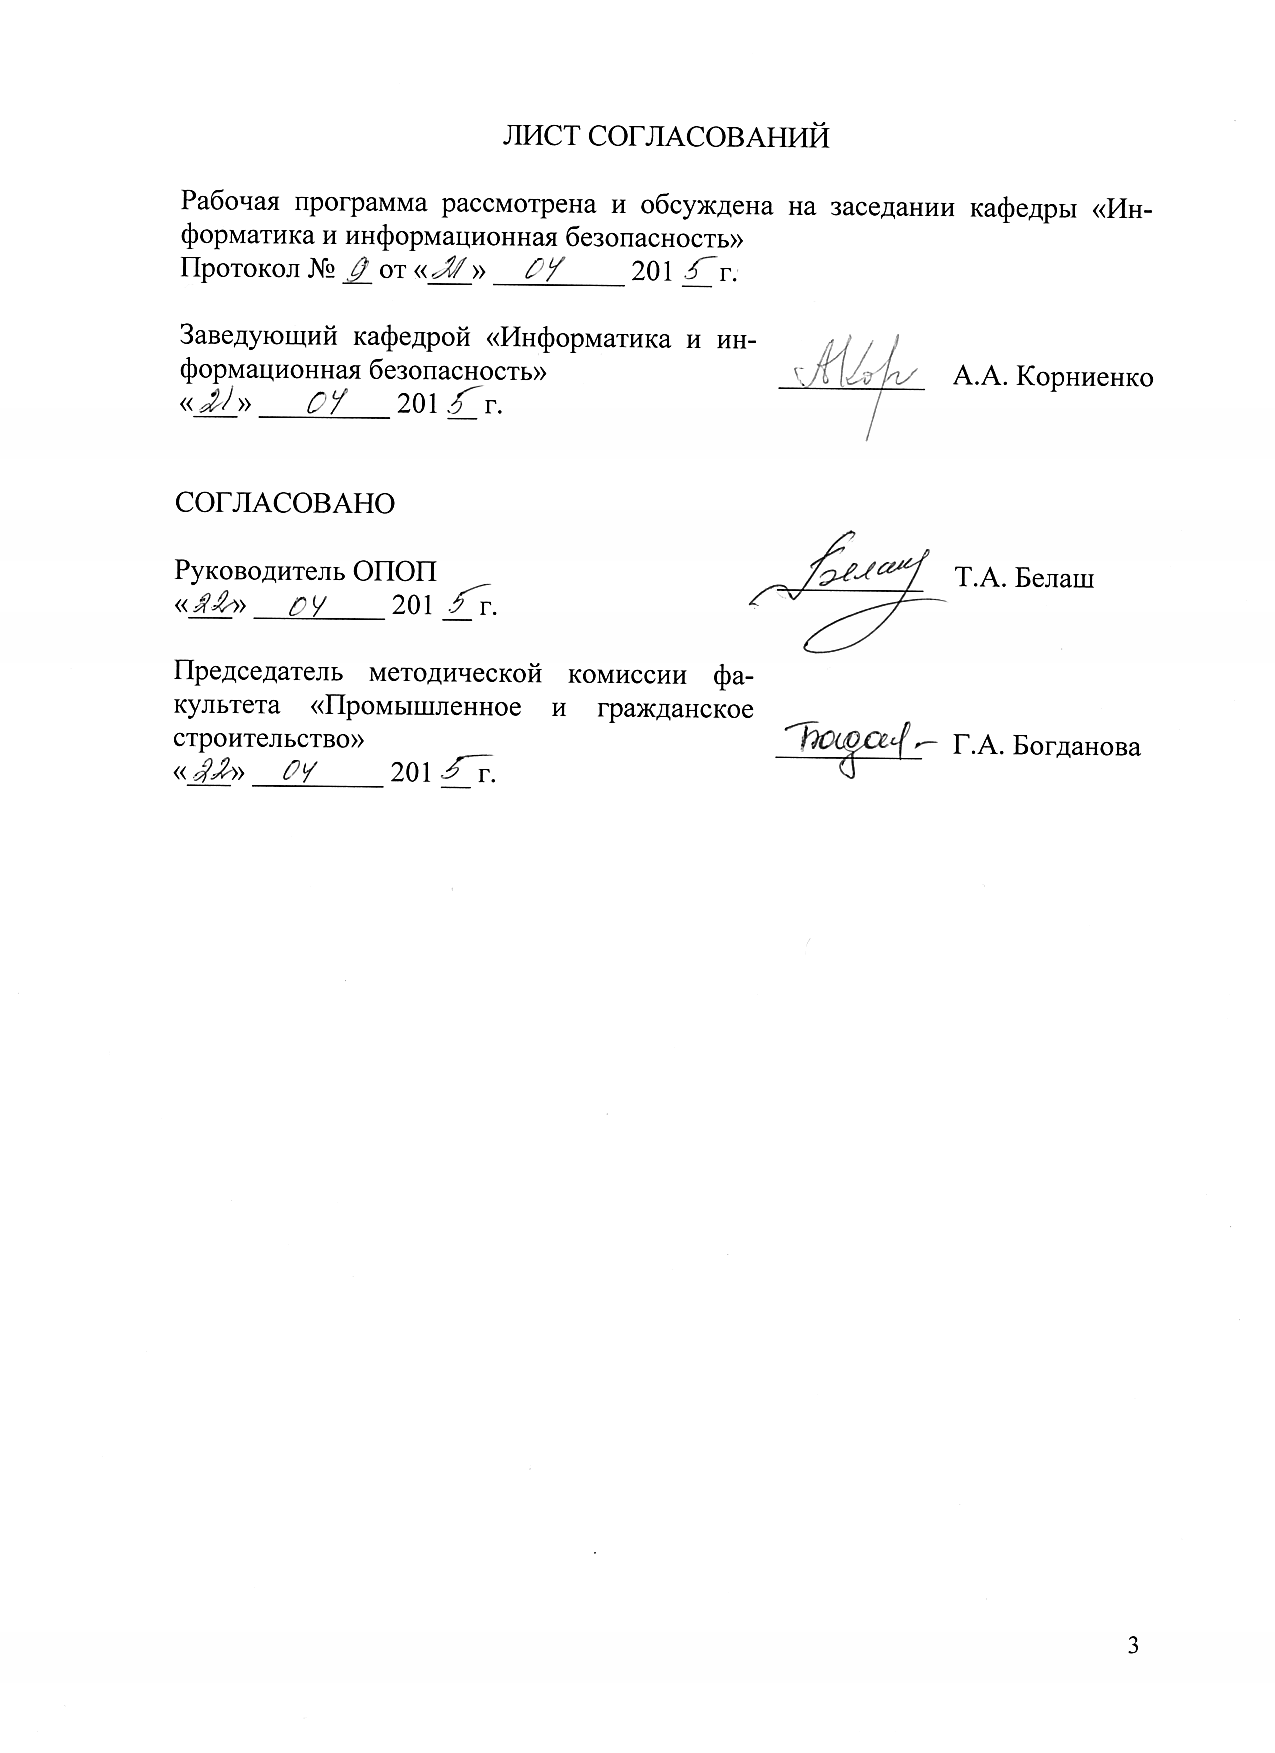 ЛИСТ СОГЛАСОВАНИЙ
Рабочая программа рассмотрена и обсуждена на заседании кафедры «Ин-
форматика и информационная безопасность»
Протокол № 9 от «21» 04 2015 г.
Заведующий кафедрой «Информатика и ин-
формационная безопасность»
АКор А.А. Корниенко
«21» 04 2015 г.
СОГЛАСОВАНО
Руководитель ОПОП
Белаш Т.А. Белаш
«22» 04 2015 г.
Председатель методической комиссии фа-
культета «Промышленное и гражданское
строительство»
Г.А. Богданова
«22» 04 2015 г.
3